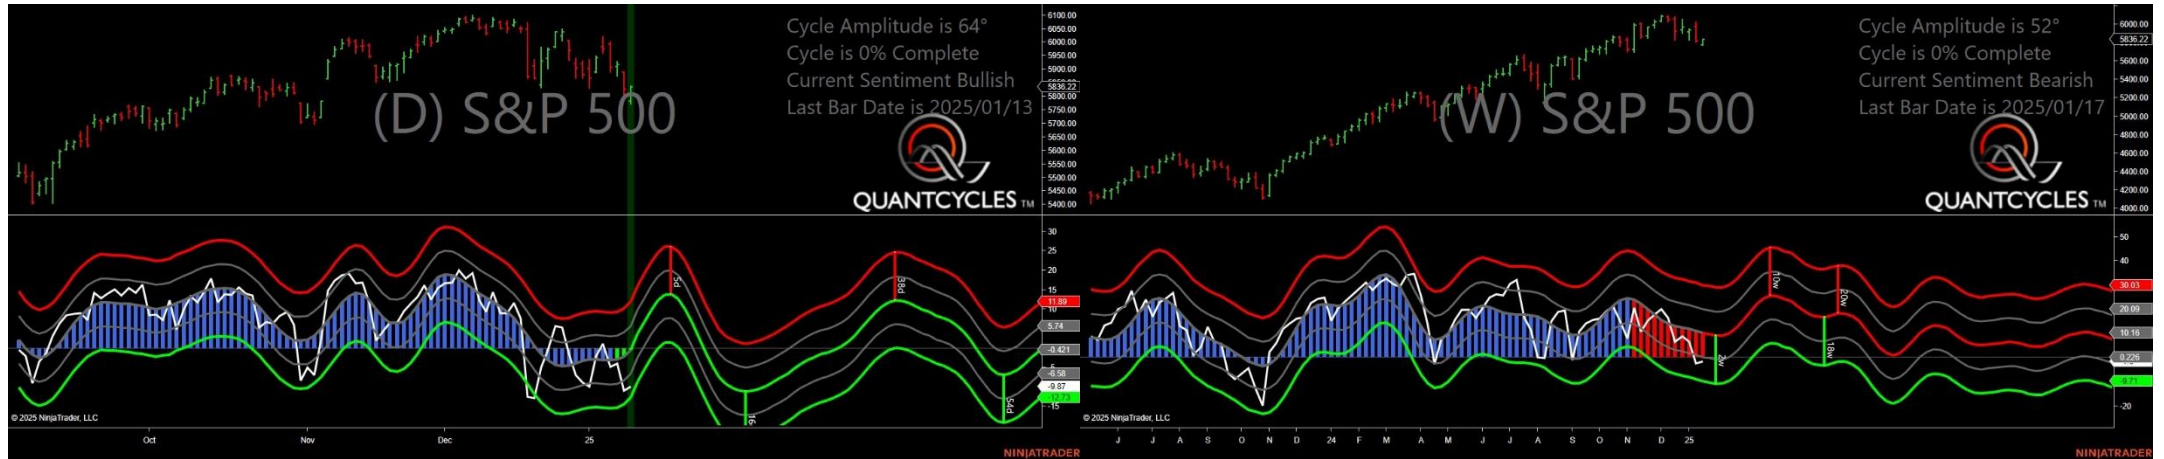 Cycle Amplitude is 64°
Cycle is 0% Complete
Current Sentiment Bullish
Last Bar Date is 2025/01/13
(D) S&P 500
QUANTCYCLES TM
6100.00
6050.00
6000.00
5950.00
5900.00
5836.22
5800.00
5750.00
5700.00
5650.00
5600.00
5550.00
5500.00
5450.00
5400.00
30
25
20
15
11.89
10
5.74
-0.421
-6.58
-9.87
-12.73
-15
5d
38d
16
54d
© 2025 NinjaTrader, LLC
Oct
Nov
Dec
25
NINJATRADER
Cycle Amplitude is 52°
Cycle is 0% Complete
Current Sentiment Bearish
Last Bar Date is 2025/01/17
(W) S&P 500
QUANTCYCLES TM
6000.00
5836.22
5600.00
5400.00
5200.00
5000.00
4800.00
4600.00
4400.00
4200.00
4000.00
50
40
30.03
20.09
10.16
0.226
-9.71
-20
10w
20w
2w
18w
© 2025 NinjaTrader, LLC
J J A S O N D 24 F M A M J J A S O N D 25
NINJATRADER